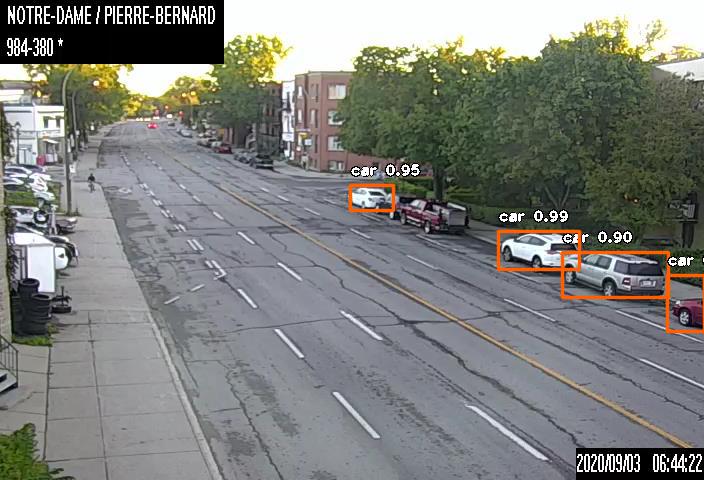 NOTRE-DAME / PIERRE-BERNARD
984-380 *
car 0.95
car 0.99
car 0.90
car
2020/09/03 06:44:22